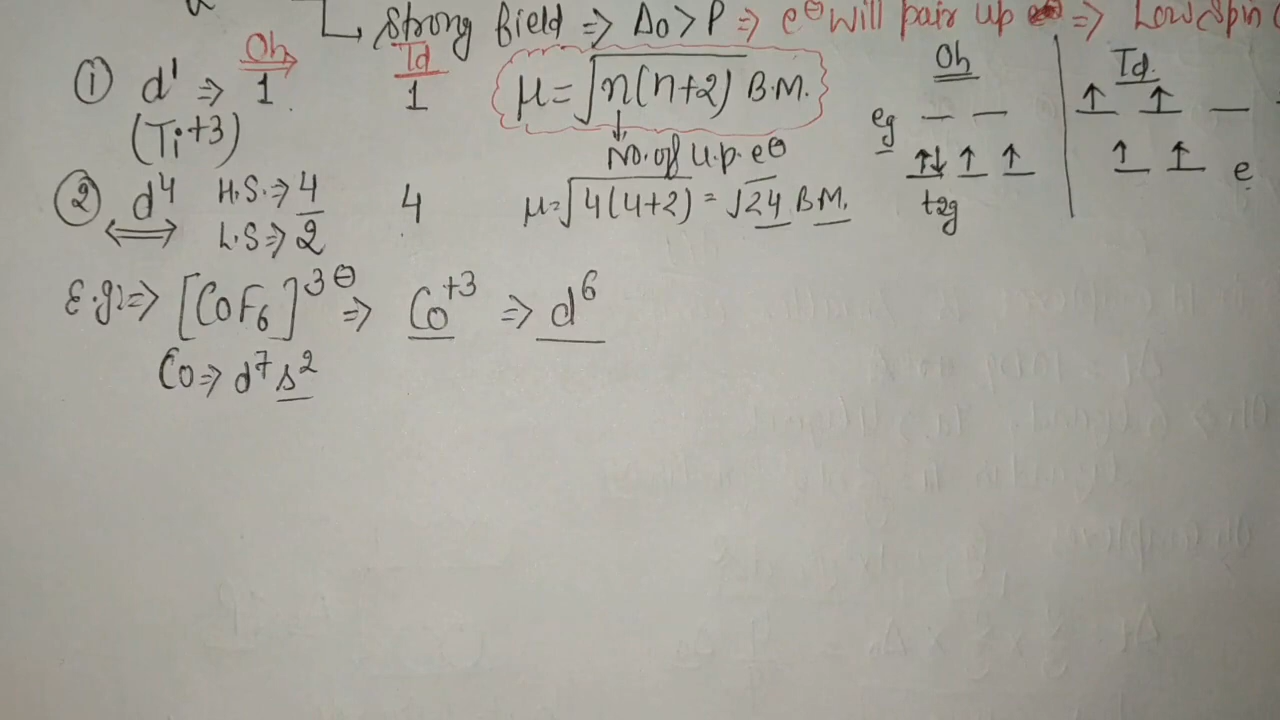 strong field => Δo > P => e⊖ will pair up => Low spin
① d¹ => Oh 1 Td 1 μ = √n(n+2) B.M.
(Ti+3) No. of u.p. e⊖
② d⁴ H.S. => 4 4 μ = √4(4+2) = √24 B.M.
L.S => 2
Oh Td.
eg
t2g e
E.g. => [CoF6]³⊖ => Co+3 => d⁶
Co => d⁷ s²